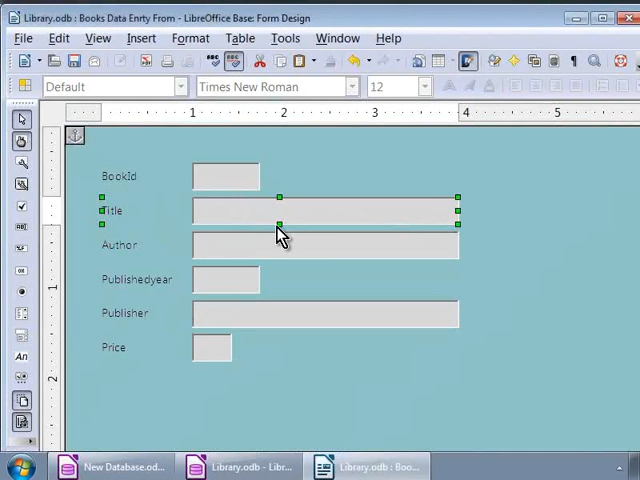 Library.odb : Books Data Enrty From - LibreOffice Base: Form Design
File Edit View Insert Format Table Tools Window Help
Default Times New Roman 12
1 2 3 4 5
BookId
Title
Author
Publishedyear
1
Publisher
Price
2
New Database.od... Library.odb - Libr... Library.odb : Boo...